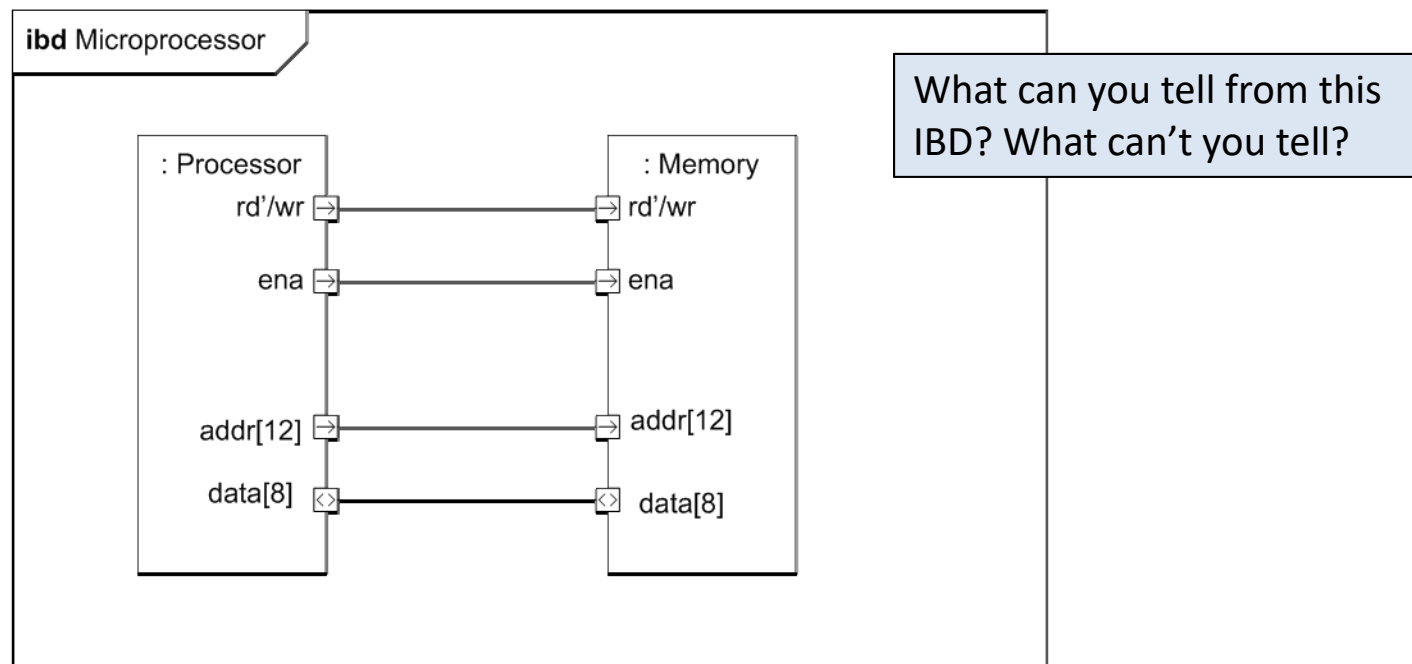 ibd Microprocessor
What can you tell from this
IBD? What can’t you tell?
: Processor
: Memory
rd’/wr
rd’/wr
ena
ena
addr[12]
addr[12]
data[8]
data[8]